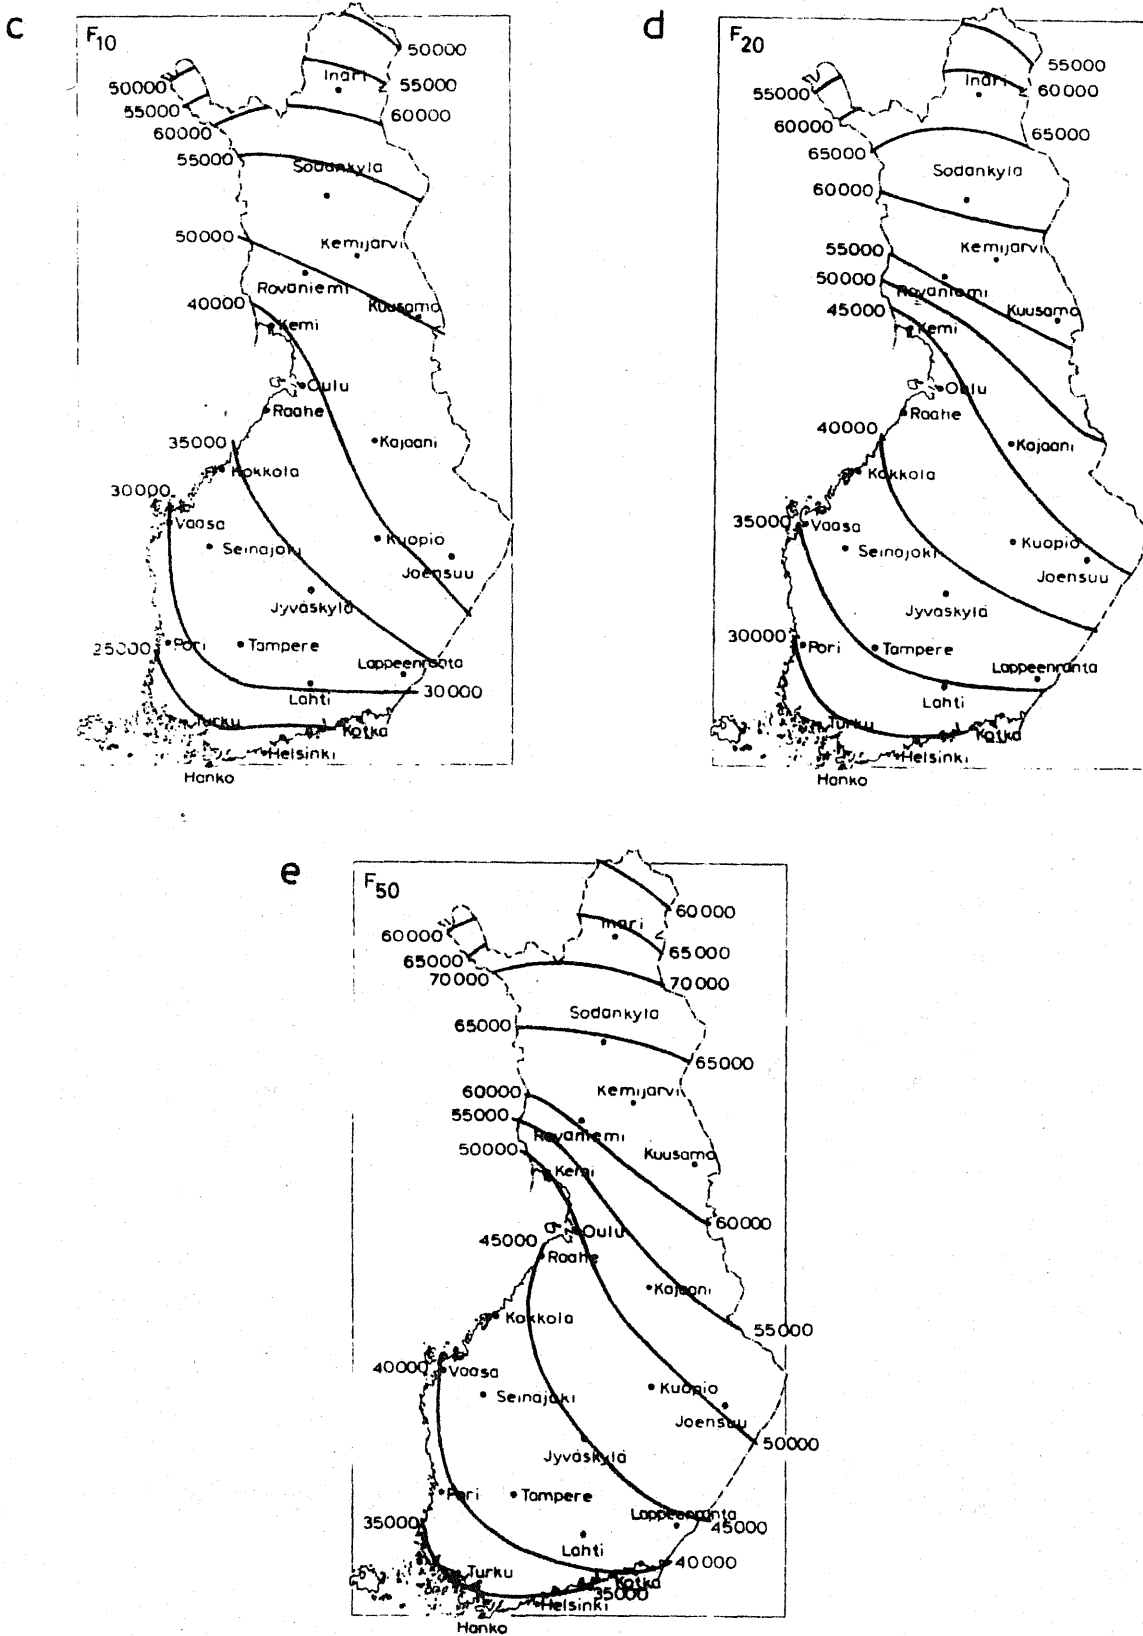 c
F10
50000
50000
Inari
55000
55000
60000
60000
55000
Sodankylä
50000
Kemijärvi
Rovaniemi
40000
Kuusamo
Kemi
Oulu
Raahe
35000
Kajaani
Kokkola
30000
Vaasa
Kuopio
Seinäjoki
Joensuu
Jyväskylä
25000
Pori
Tampere
Lappeenranta
Lahti
30000
Turku
Kotka
Helsinki
Hanko
d
F20
55000
Inari
60000
55000
60000
65000
65000
Sodankylä
60000
55000
Kemijärvi
50000
Rovaniemi
45000
Kuusamo
Kemi
Oulu
Raahe
40000
Kajaani
Kokkola
35000
Vaasa
Kuopio
Seinäjoki
Joensuu
Jyväskylä
30000
Pori
Tampere
Lappeenranta
Lahti
Turku
Kotka
Helsinki
Hanko
e
F50
60000
Inari
60000
65000
65000
70000
70000
Sodankylä
65000
65000
60000
Kemijärvi
55000
Rovaniemi
50000
Kuusamo
Kemi
60000
45000
Oulu
Raahe
Kajaani
Kokkola
55000
40000
Vaasa
Kuopio
Seinäjoki
Joensuu
50000
Jyväskylä
Pori
Tampere
Lappeenranta
35000
45000
Lahti
40000
Turku
Kotka
35000
Helsinki
Hanko